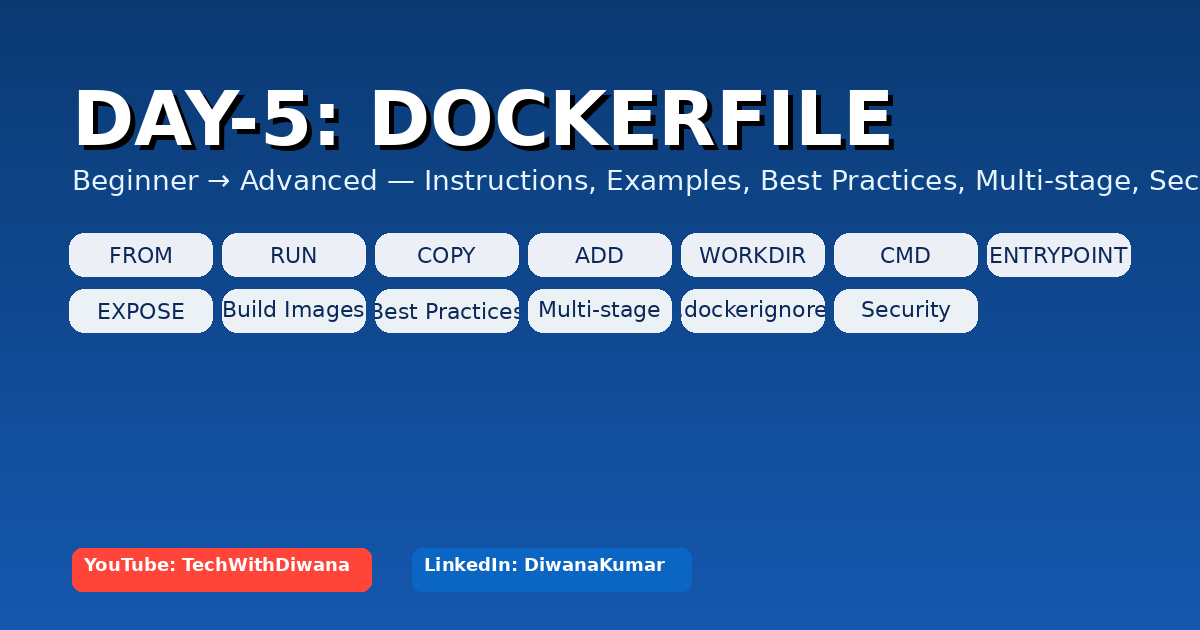 DAY-5: DOCKERFILE
Beginner → Advanced — Instructions, Examples, Best Practices, Multi-stage, Sec
FROM RUN COPY ADD WORKDIR CMD ENTRYPOINT
EXPOSE Build Images Best Practices Multi-stage dockerignore Security
YouTube: TechWithDiwana LinkedIn: DiwanaKumar